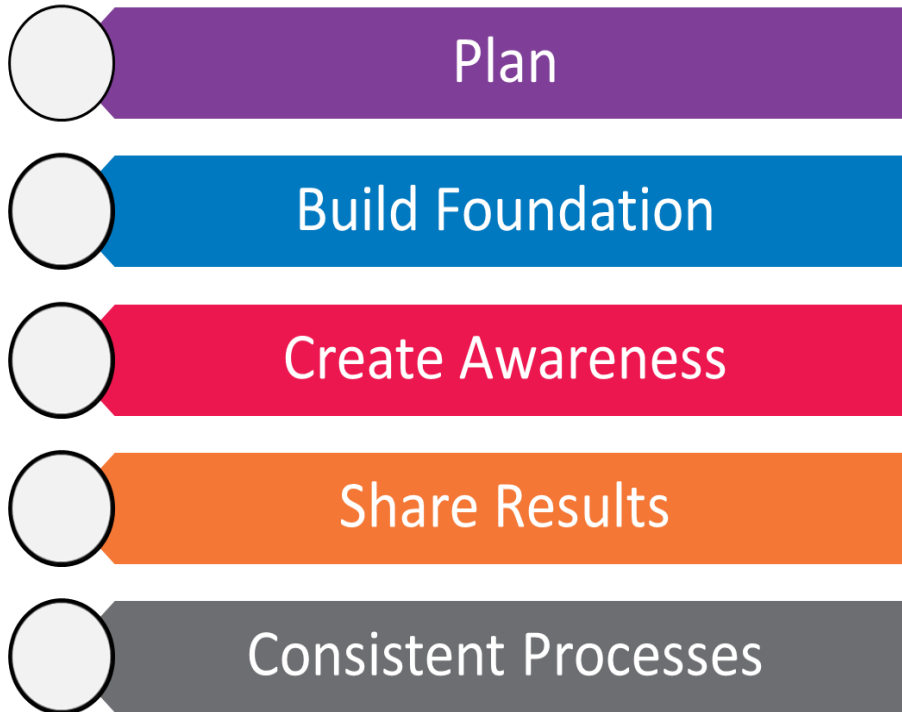 Plan
Build Foundation
Create Awareness
Share Results
Consistent Processes